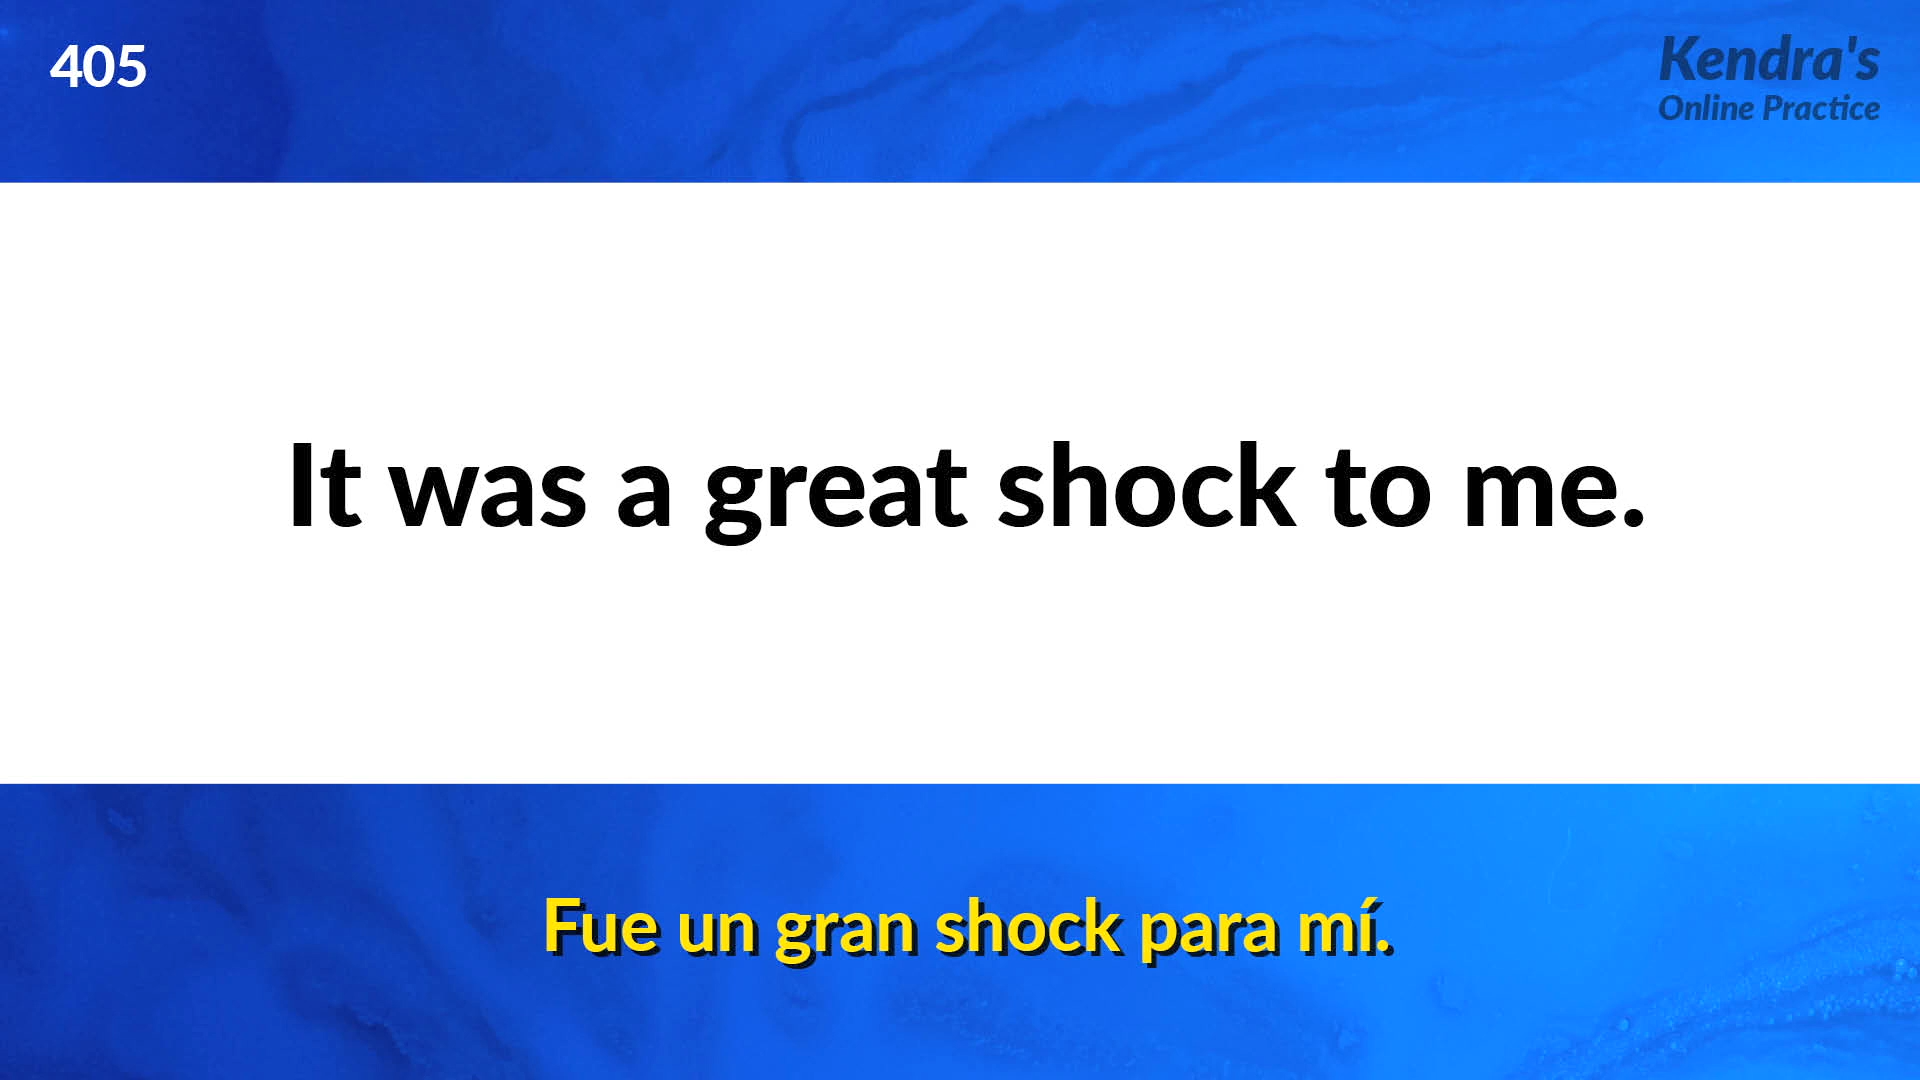 405
Kendra's
Online Practice
It was a great shock to me.
Fue un gran shock para mí.